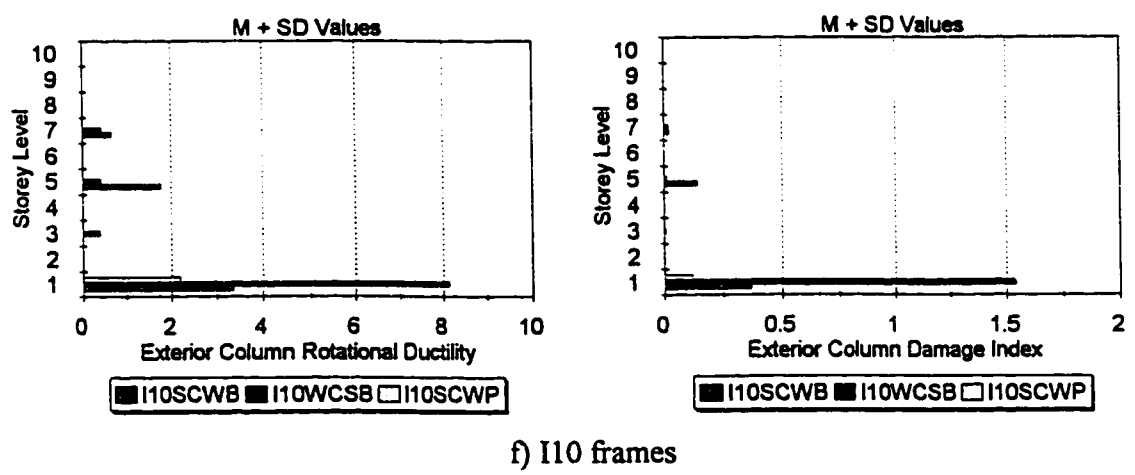 M + SD Values
Storey Level
10
9
8
7
6
5
4
3
2
1
0 2 4 6 8 10
Exterior Column Rotational Ductility
I10SCWB I10WCSB I10SCWP
M + SD Values
Storey Level
10
9
8
7
6
5
4
3
2
1
0 0.5 1 1.5 2
Exterior Column Damage Index
I10SCWB I10WCSB I10SCWP
f) I10 frames